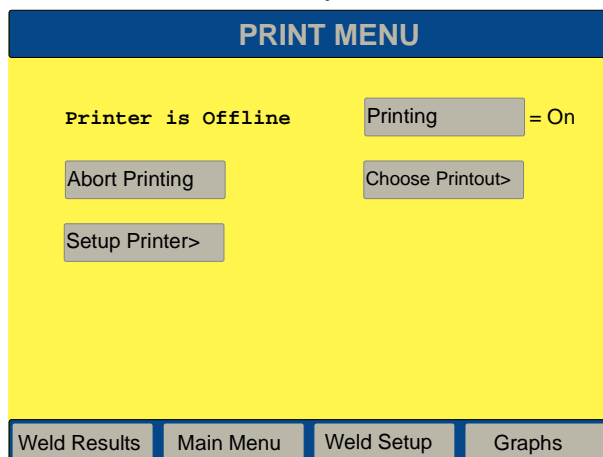 PRINT MENU
Printer is Offline
Printing = On
Abort Printing
Choose Printout>
Setup Printer>
Weld Results
Main Menu
Weld Setup
Graphs